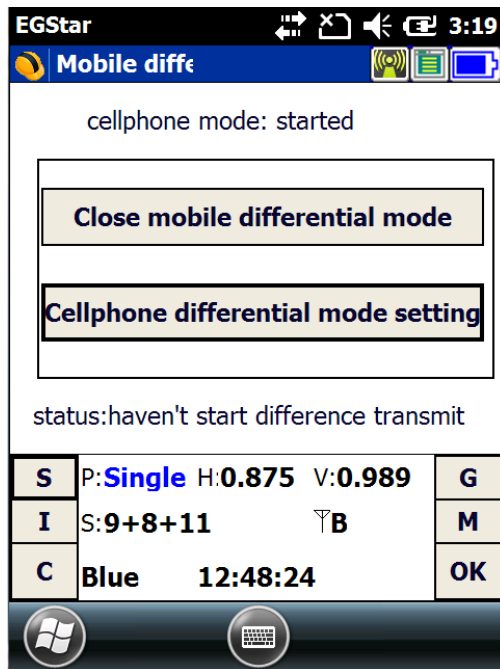 EGStar 3:19
Mobile diffe
cellphone mode: started
Close mobile differential mode
Cellphone differential mode setting
status:haven't start difference transmit
S P:Single H:0.875 V:0.989 G
I S:9+8+11 B M
C Blue 12:48:24 OK